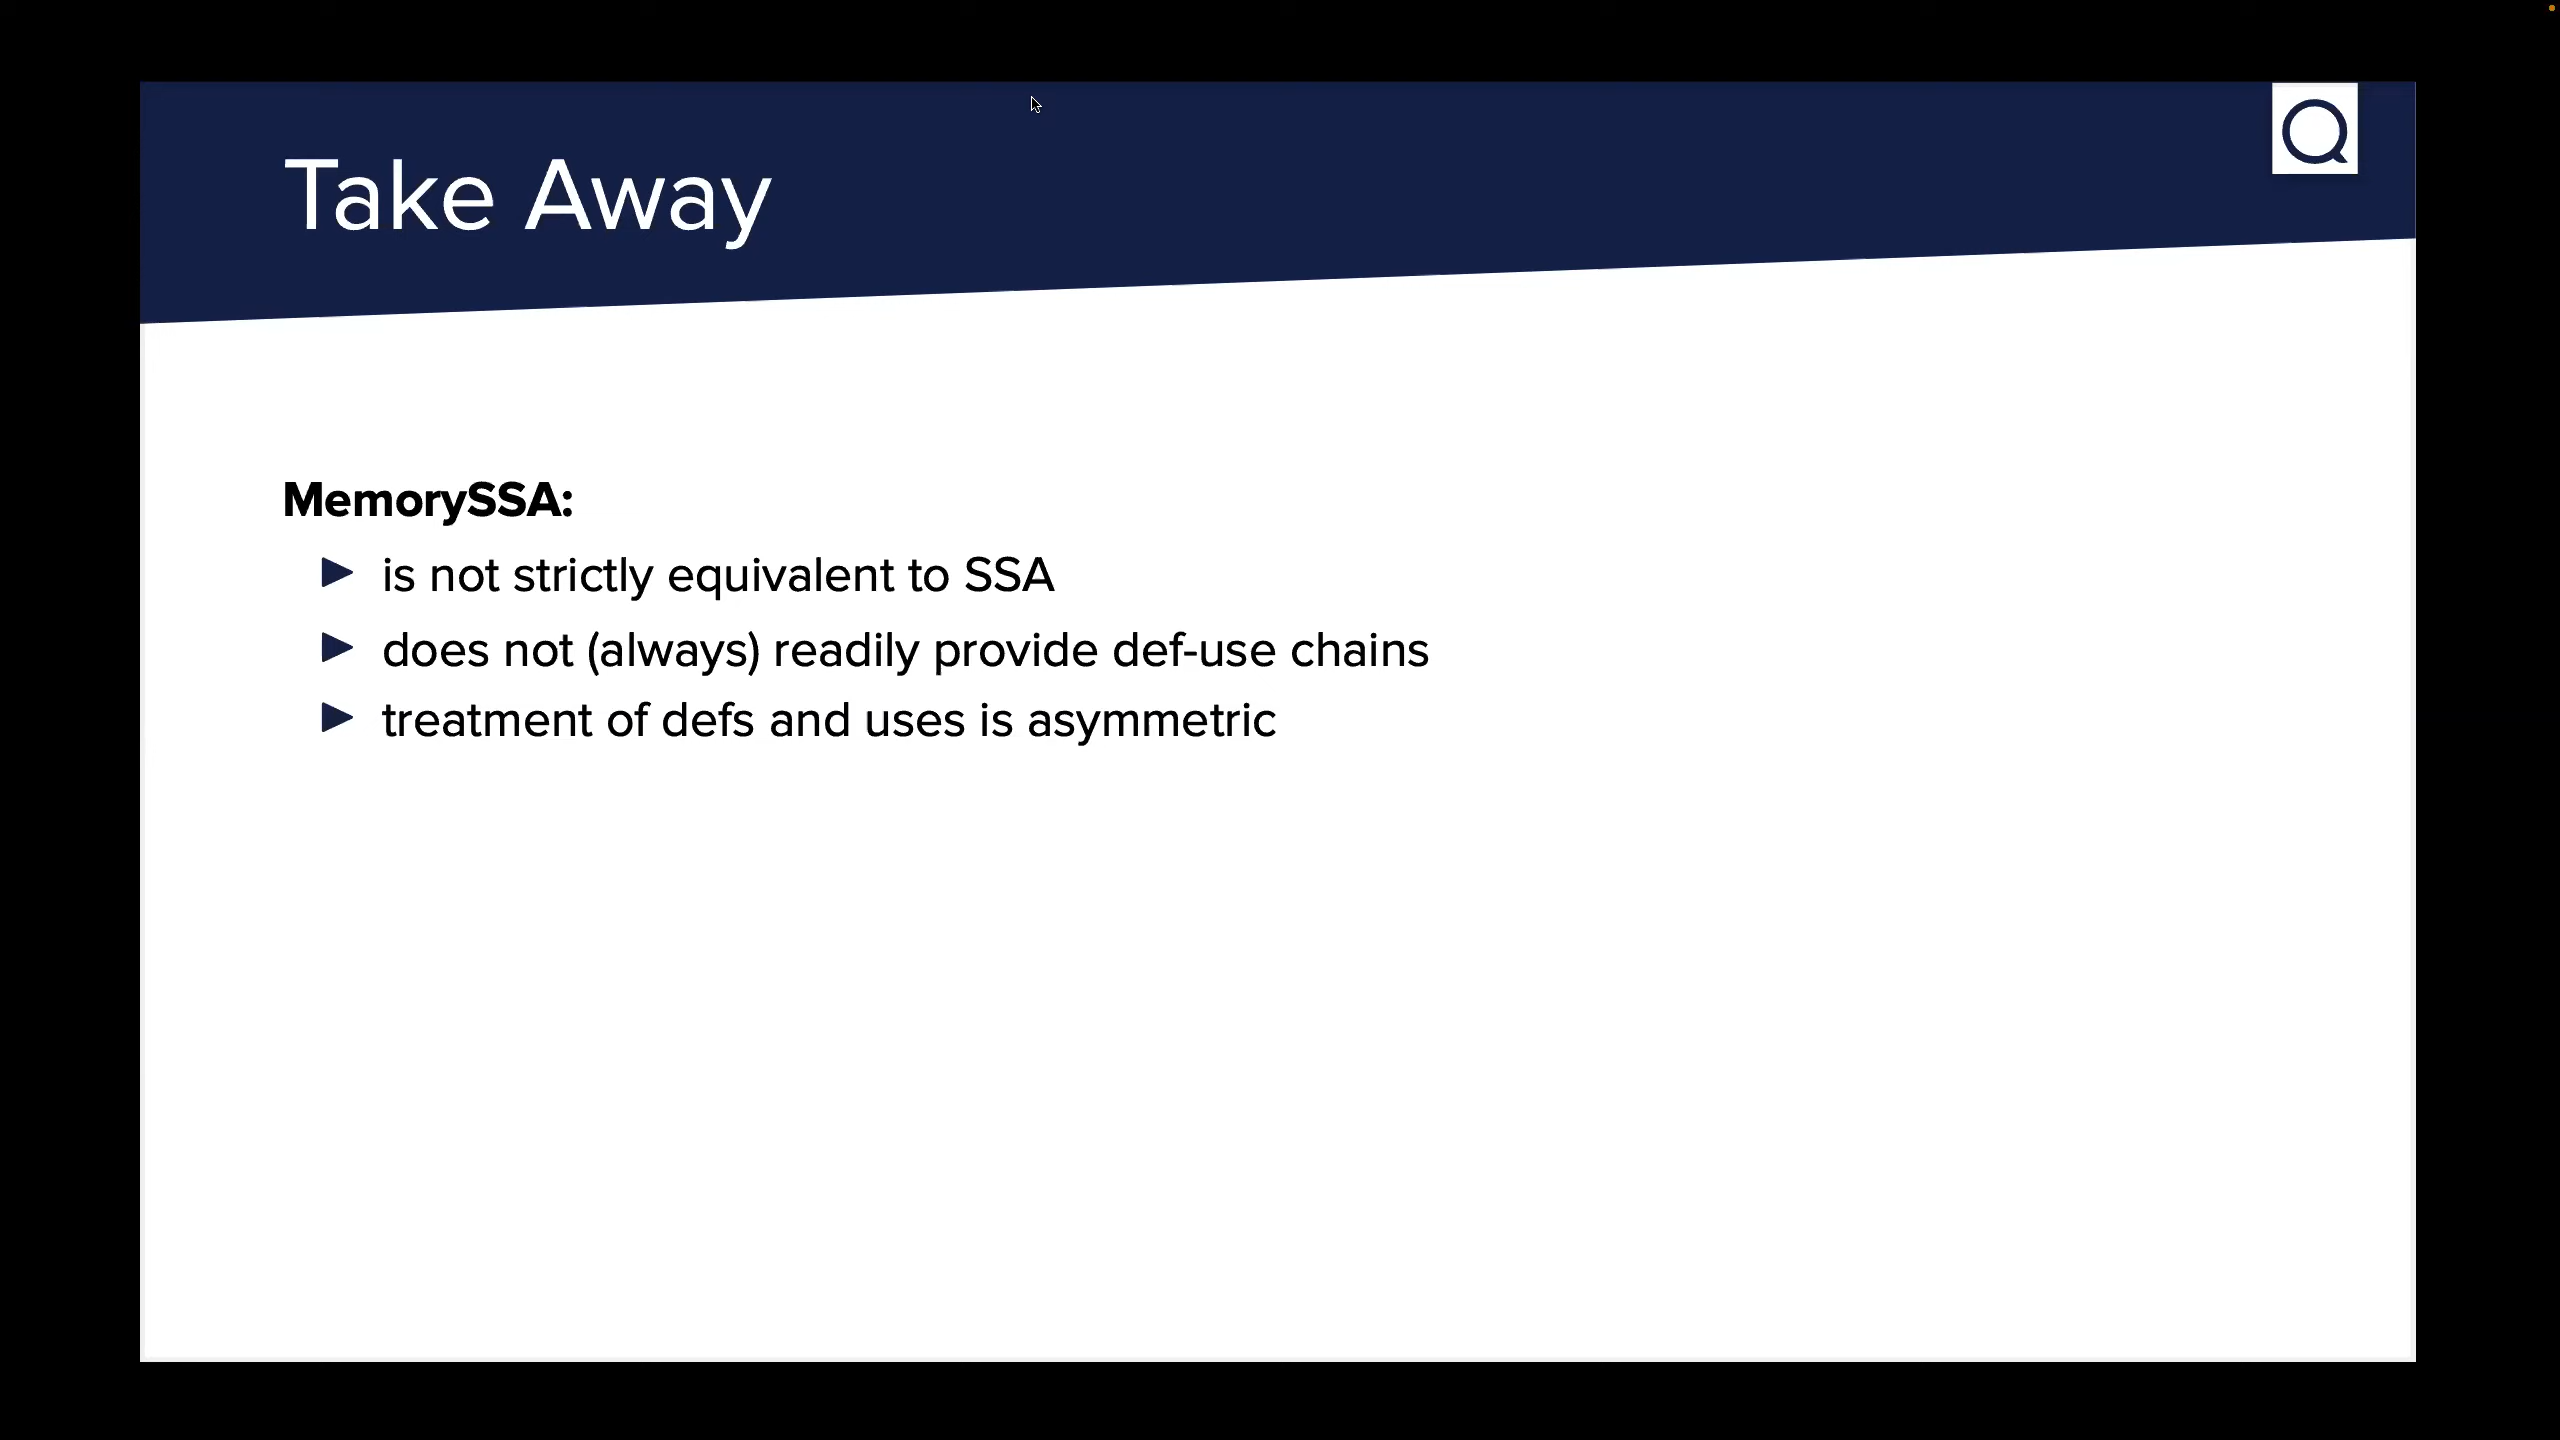 Take Away
MemorySSA:
is not strictly equivalent to SSA
does not (always) readily provide def-use chains
treatment of defs and uses is asymmetric